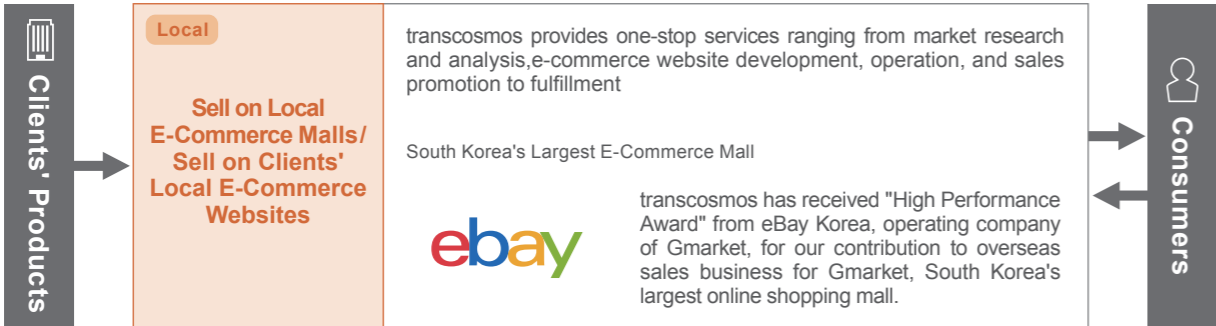 Clients' Products
Local
Sell on Local
E-Commerce Malls/
Sell on Clients'
Local E-Commerce
Websites
transcosmos provides one-stop services ranging from market research
and analysis,e-commerce website development, operation, and sales
promotion to fulfillment
South Korea's Largest E-Commerce Mall
ebay
transcosmos has received "High Performance
Award" from eBay Korea, operating company
of Gmarket, for our contribution to overseas
sales business for Gmarket, South Korea's
largest online shopping mall.
Consumers